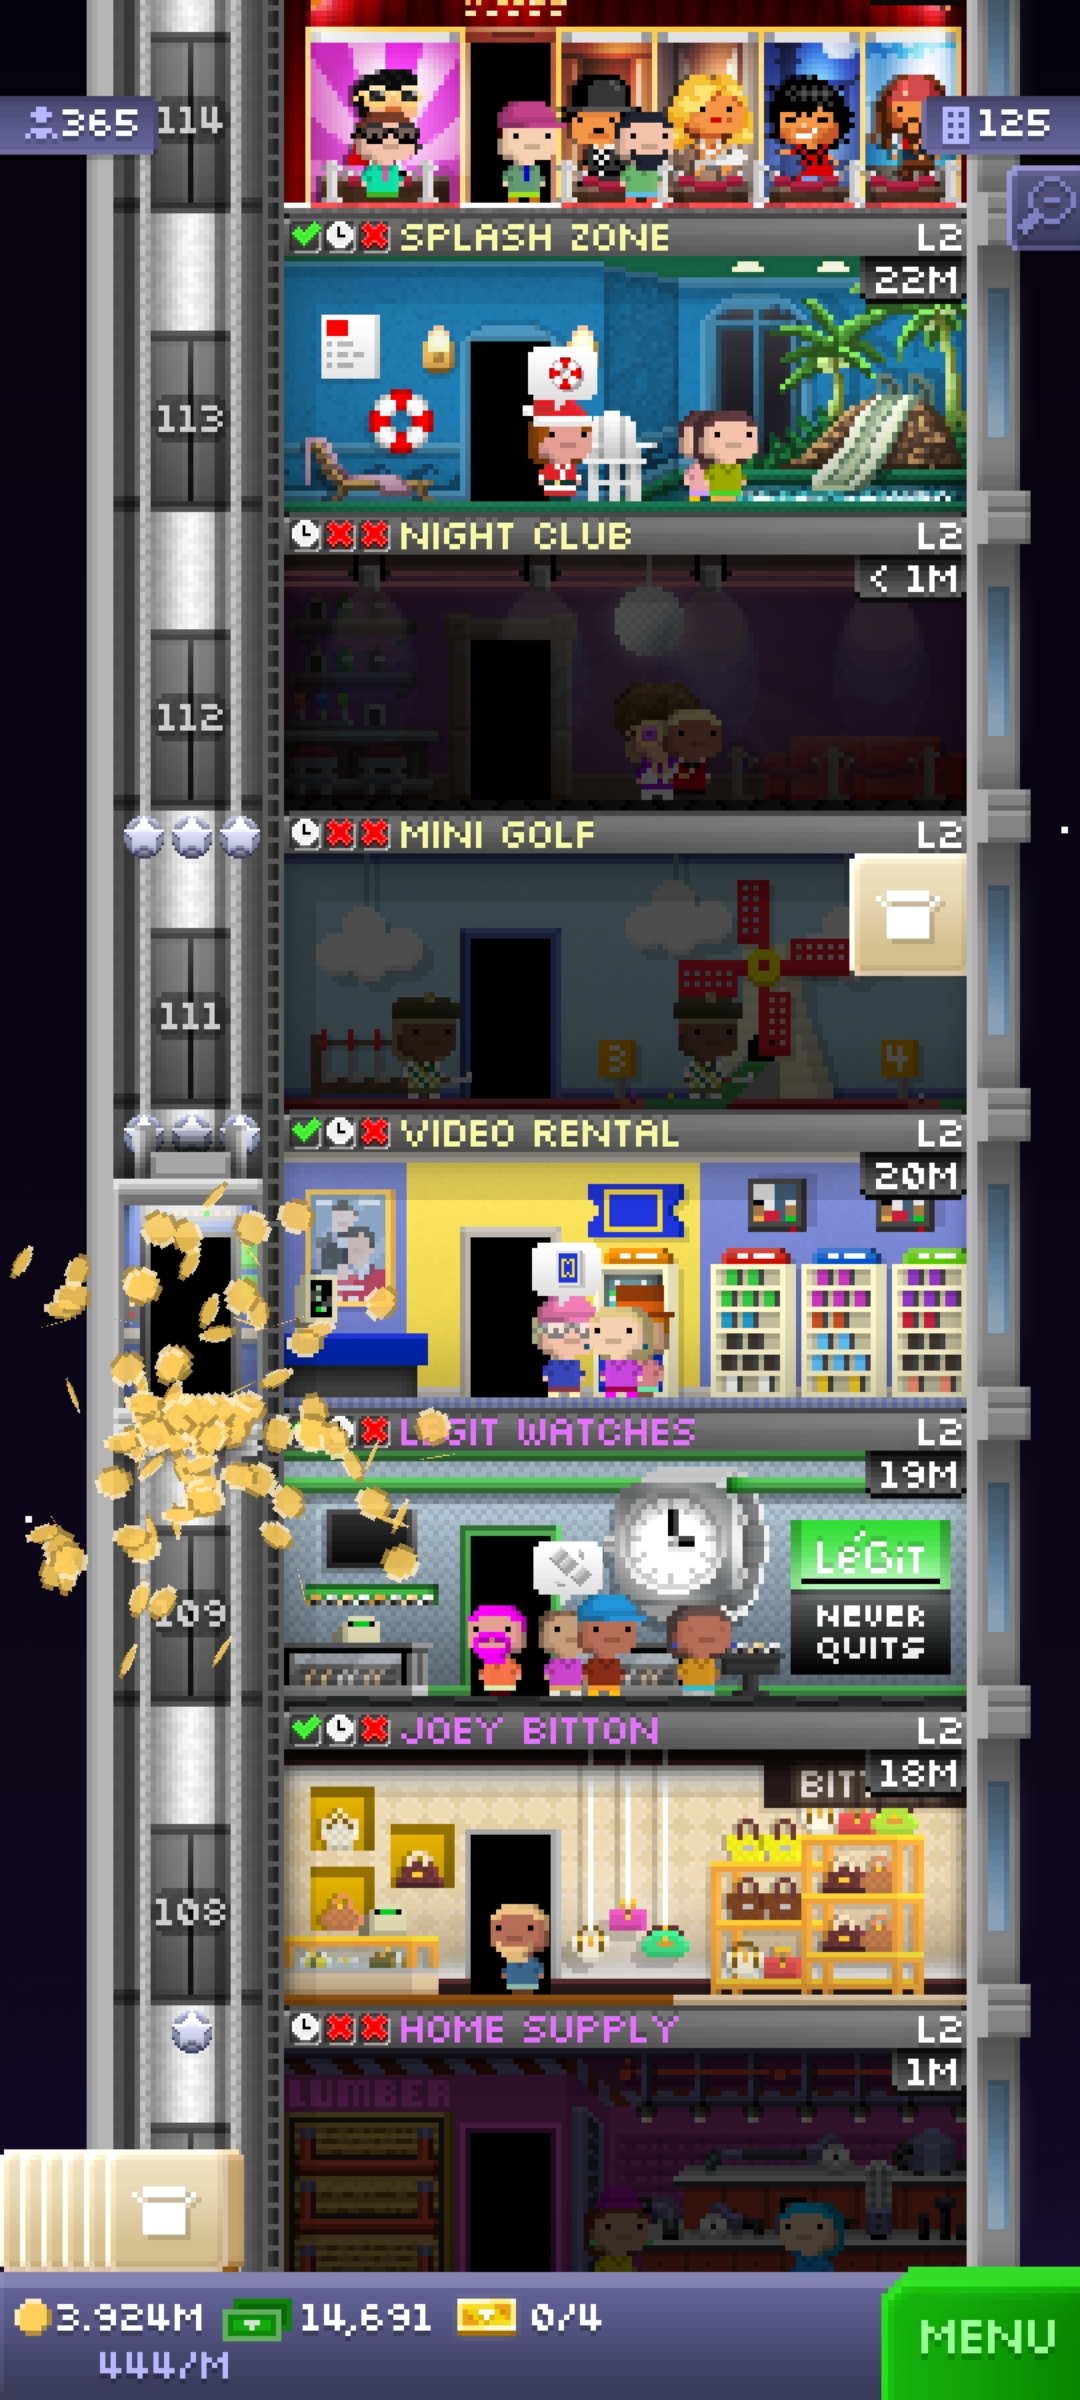 365
114
125
SPLASH ZONE
L2
22M
113
NIGHT CLUB
L2
< 1M
112
MINI GOLF
L2
111
3
4
VIDEO RENTAL
L2
20M
LEGIT WATCHES
L2
19M
LéGiT
NEVER
QUITS
109
JOEY BITTON
L2
18M
108
HOME SUPPLY
L2
1M
LUMBER
3.924M
14,691
0/4
444/M
MENU